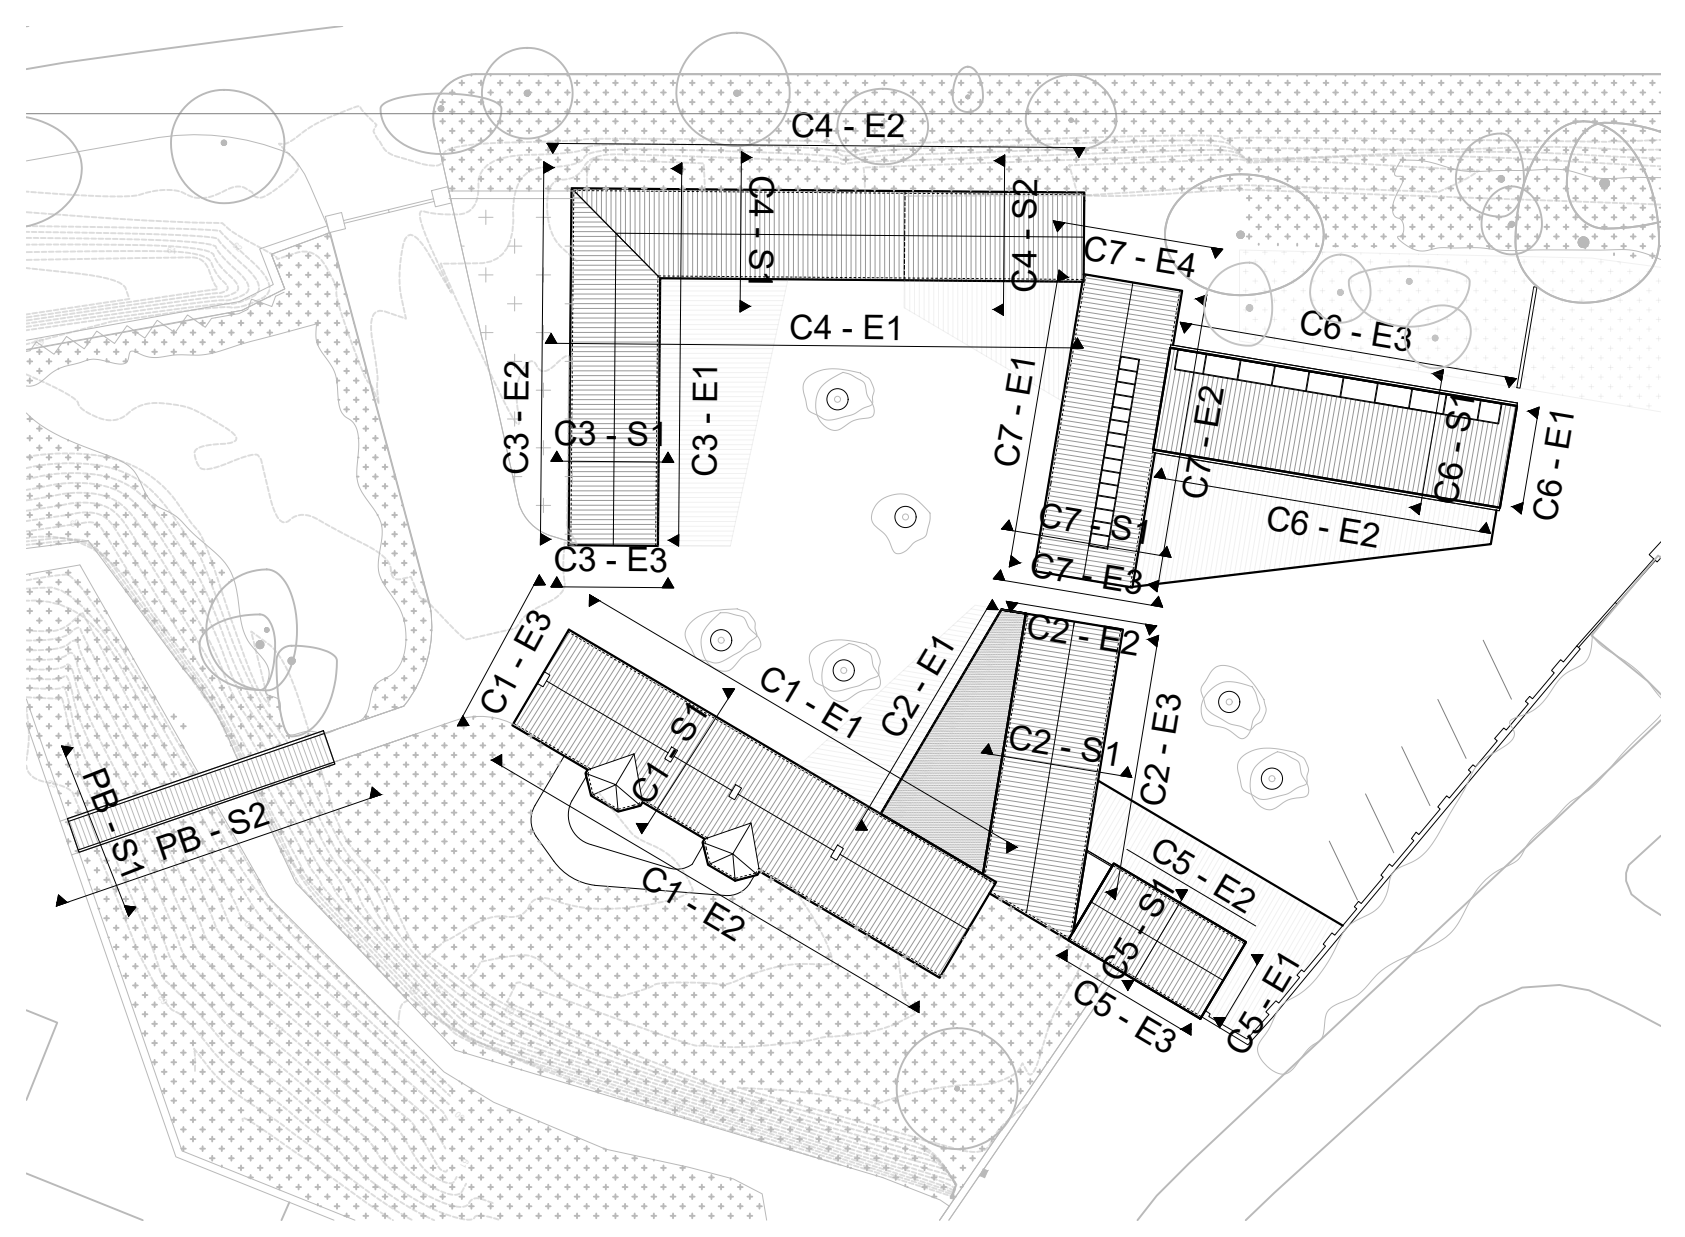 C4 - E2
C4 - S1
C4 - S2
C7 - E4
C4 - E1
C6 - E3
C3 - E2
C3 - E1
C3 - S1
C7 - E1
C7 - E2
C6 - S1
C6 - E1
C7 - S1
C6 - E2
C3 - E3
C7 - E3
C1 - E3
C2 - E2
C2 - E1
C1 - E1
C1 - S1
C2 - S1
C2 - E3
PB - S1
PB - S2
C5 - E2
C1 - E2
C5 - S1
C5 - E3
C5 - E1